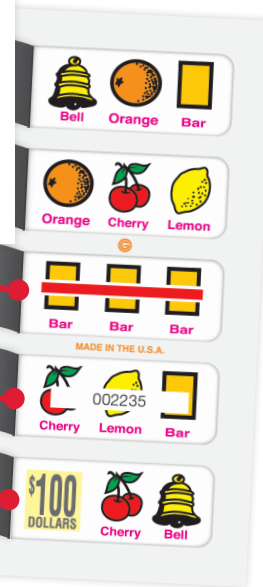 Bell Orange Bar
Orange Cherry Lemon
G
Bar Bar Bar
MADE IN THE U.S.A.
002235
Cherry Lemon Bar
$100
DOLLARS
Cherry Bell